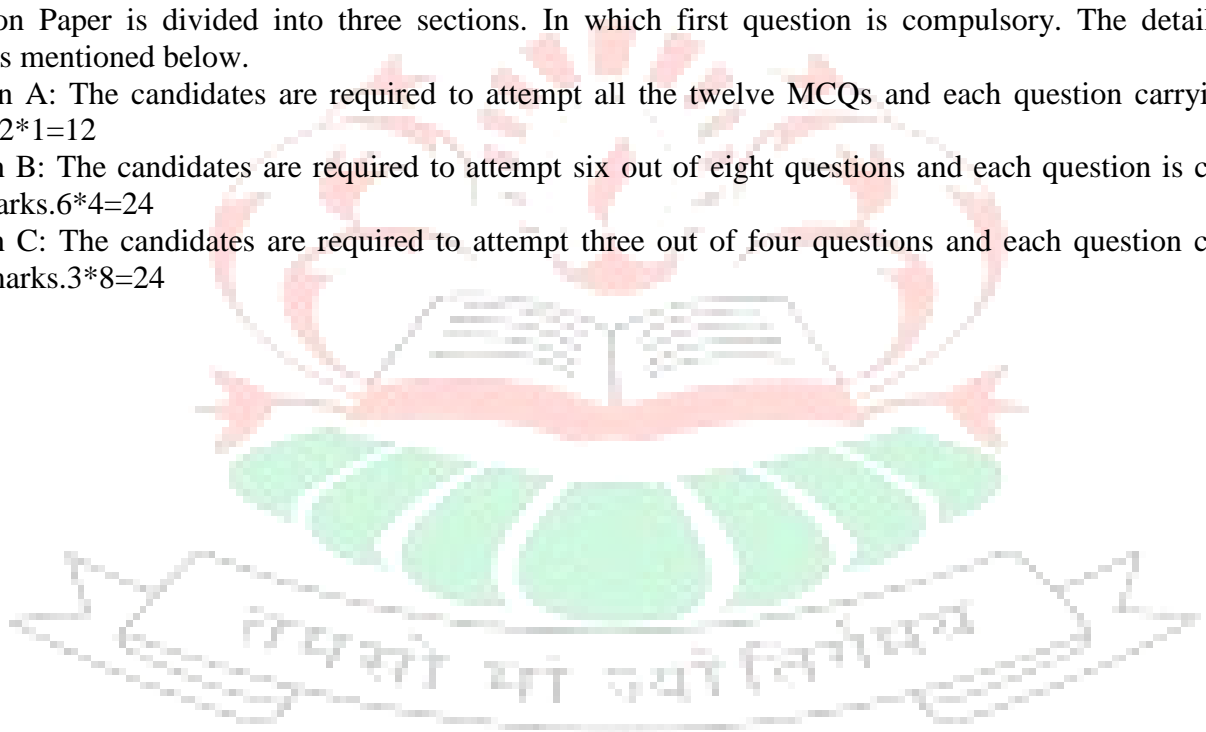 on Paper is divided into three sections. In which first question is compulsory. The detail
s mentioned below.
n A: The candidates are required to attempt all the twelve MCQs and each question carryi
2*1=12
n B: The candidates are required to attempt six out of eight questions and each question is c
arks.6*4=24
n C: The candidates are required to attempt three out of four questions and each question c
narks.3*8=24